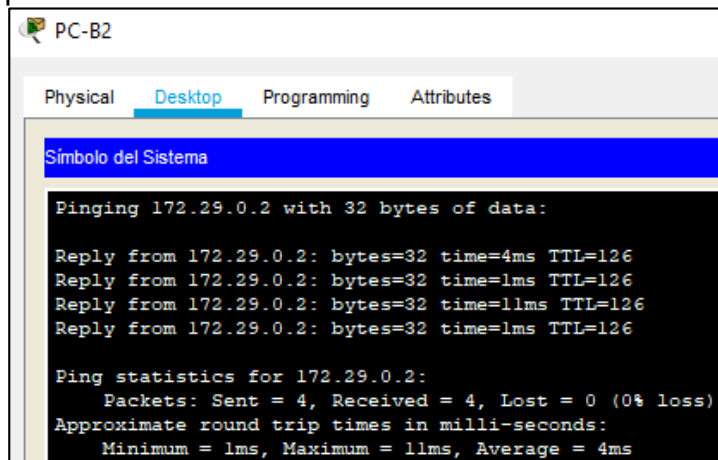 PC-B2
Physical Desktop Programming Attributes
Símbolo del Sistema
Pinging 172.29.0.2 with 32 bytes of data:
Reply from 172.29.0.2: bytes=32 time=4ms TTL=126
Reply from 172.29.0.2: bytes=32 time=1ms TTL=126
Reply from 172.29.0.2: bytes=32 time=11ms TTL=126
Reply from 172.29.0.2: bytes=32 time=1ms TTL=126
Ping statistics for 172.29.0.2:
Packets: Sent = 4, Received = 4, Lost = 0 (0% loss)
Approximate round trip times in milli-seconds:
Minimum = 1ms, Maximum = 11ms, Average = 4ms